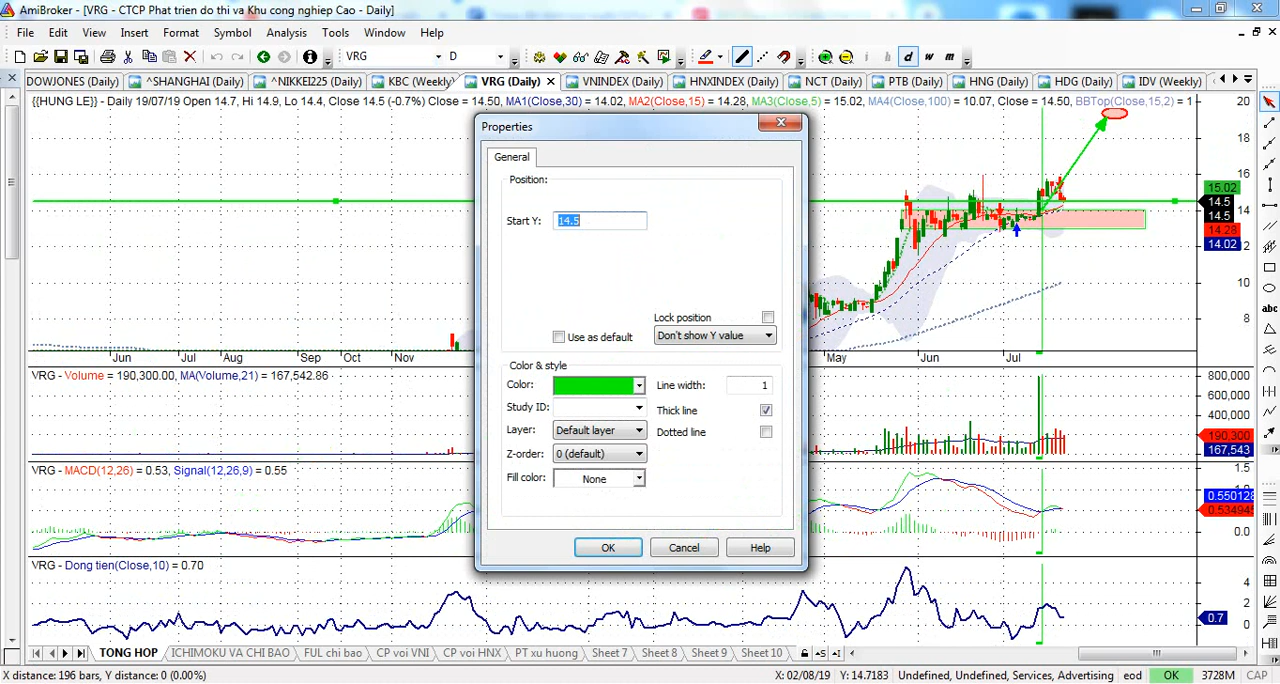 AmiBroker - [VRG - CTCP Phat trien do thi va Khu cong nghiep Cao - Daily]
File Edit View Insert Format Symbol Analysis Tools Window Help
VRG D i h d w m
DOWJONES (Daily) ^SHANGHAI (Daily) ^NIKKEI225 (Daily) KBC (Weekly) VRG (Daily) VNINDEX (Daily) HNXINDEX (Daily) NCT (Daily) PTB (Daily) HNG (Daily) HDG (Daily) IDV (Weekly)
{{HUNG LE}} - Daily 19/07/19 Open 14.7, Hi 14.9, Lo 14.4, Close 14.5 (-0.7%) Close = 14.50, MA1(Close,30) = 14.02, MA2(Close,15) = 14.28, MA3(Close,5) = 15.02, MA4(Close,100) = 10.07, Close = 14.50, BBTop(Close,15,2) = 1
20
18
16
15.02
14.5
14
14.5
14.28
14.02
12
10
8
Properties
General
Position:
Start Y: 14.5
Lock position
Use as default Don't show Y value
Color & style
Color: Line width: 1
Study ID: Thick line
Layer: Default layer Dotted line
Z-order: 0 (default)
Fill color: None
OK Cancel Help
Jun Jul Aug Sep Oct Nov May Jun Jul
VRG - Volume = 190,300.00, MA(Volume,21) = 167,542.86
800,000
600,000
400,000
190,300
167,543
VRG - MACD(12,26) = 0.53, Signal(12,26,9) = 0.55
1.5
0.550128
0.534945
0.0
VRG - Dong tien(Close,10) = 0.70
4
2
0.7
0
TONG HOP ICHIMOKU VA CHI BAO FUL chi bao CP voi VNI CP voi HNX PT xu huong Sheet 7 Sheet 8 Sheet 9 Sheet 10
X distance: 196 bars, Y distance: 0 (0.00%) X: 02/08/19 Y: 14.7183 Undefined, Undefined, Services, Advertising eod OK 3728M CAP
abc